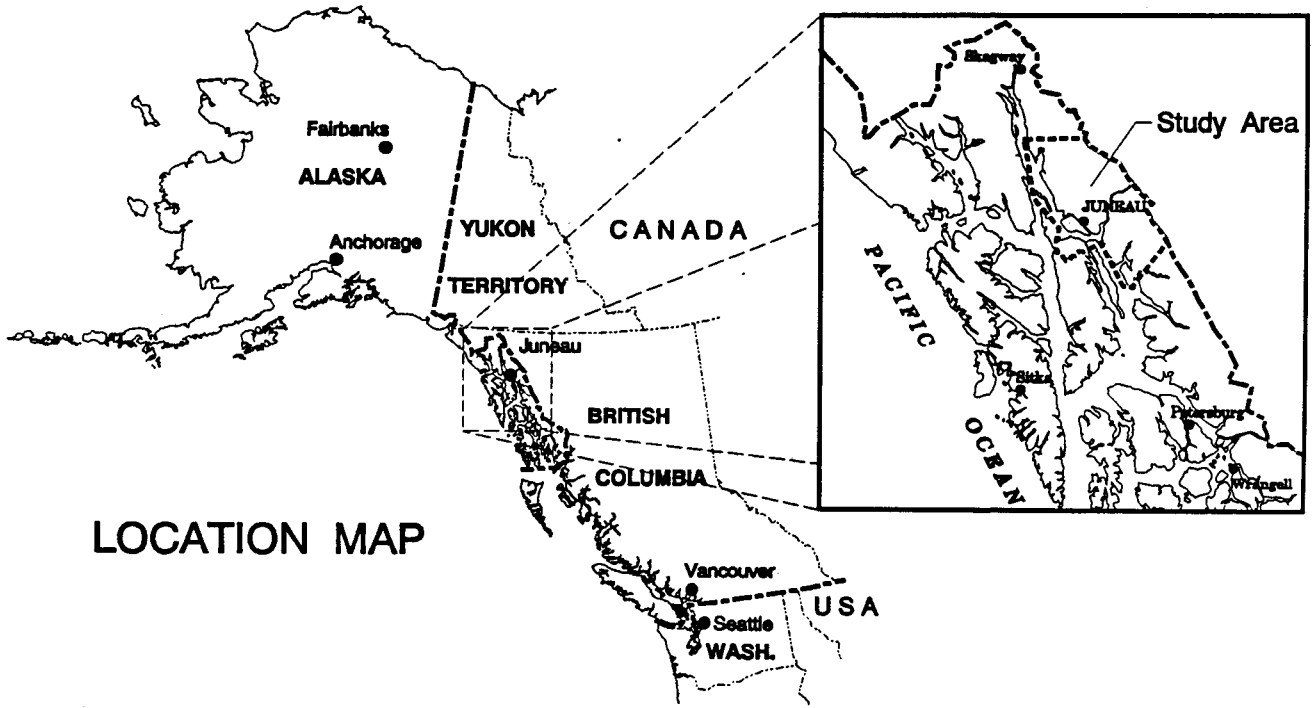 Fairbanks
ALASKA
Anchorage
YUKON
TERRITORY
CANADA
Juneau
BRITISH
COLUMBIA
LOCATION MAP
Vancouver
USA
Seattle
WASH.
Skagway
Study Area
JUNEAU
PACIFIC
OCEAN
Sitka
Petersburg
Wrangell